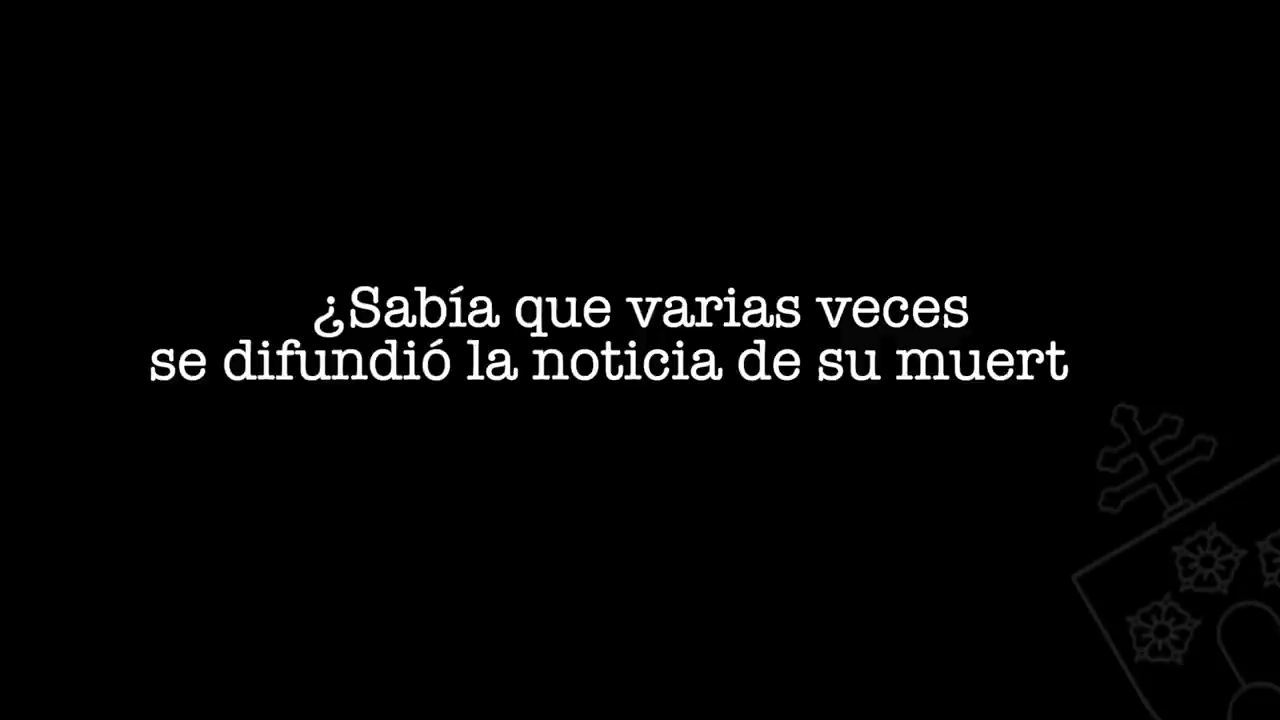 ¿Sabía que varias veces
se difundió la noticia de su muert